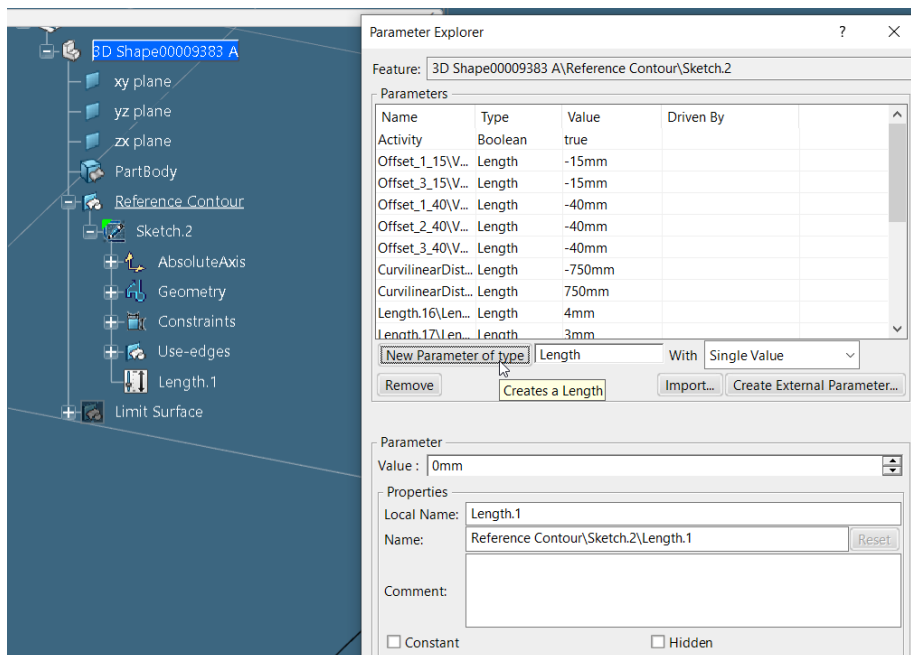 3D Shape00009383 A
xy plane
yz plane
zx plane
PartBody
Reference Contour
Sketch.2
AbsoluteAxis
Geometry
Constraints
Use-edges
Length.1
Limit Surface
Parameter Explorer
?
Feature: 3D Shape00009383 A\Reference Contour\Sketch.2
Parameters
Name Type Value Driven By
Activity Boolean true
Offset_1_15\V... Length -15mm
Offset_3_15\V... Length -15mm
Offset_1_40\V... Length -40mm
Offset_2_40\V... Length -40mm
Offset_3_40\V... Length -40mm
CurvilinearDist... Length -750mm
CurvilinearDist... Length 750mm
Length.16\Len... Length 4mm
Length.17\Len... Length 3mm
New Parameter of type Length With Single Value
Remove Import... Create External Parameter...
Creates a Length
Parameter
Value : 0mm
Properties
Local Name: Length.1
Name: Reference Contour\Sketch.2\Length.1 Reset
Comment:
Constant Hidden